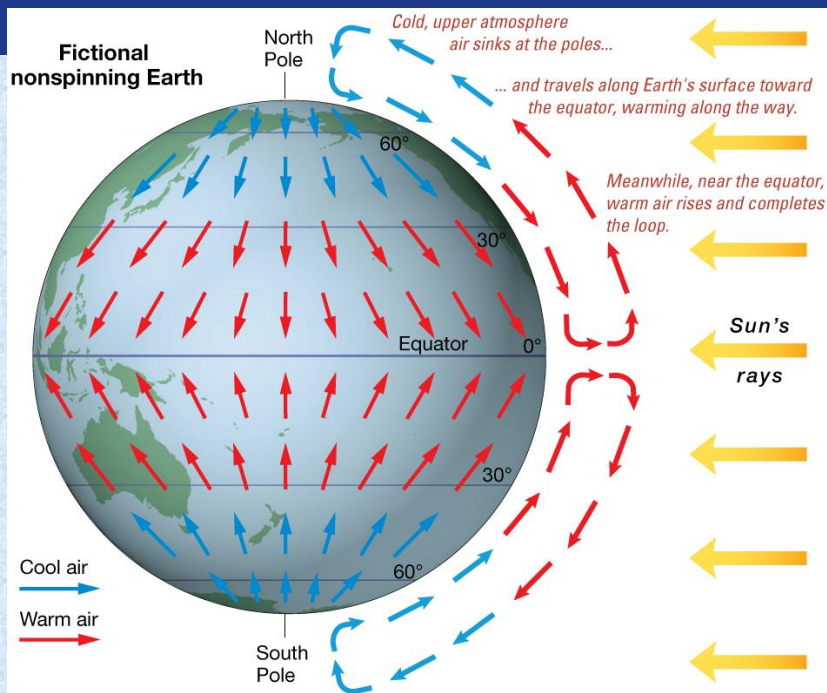 Fictional
nonspinning Earth
North
Pole
Cold, upper atmosphere
air sinks at the poles...
... and travels along Earth's surface toward
the equator, warming along the way.
60°
Meanwhile, near the equator,
warm air rises and completes
the loop.
30°
Equator
0°
Sun's
rays
30°
60°
Cool air
Warm air
South
Pole